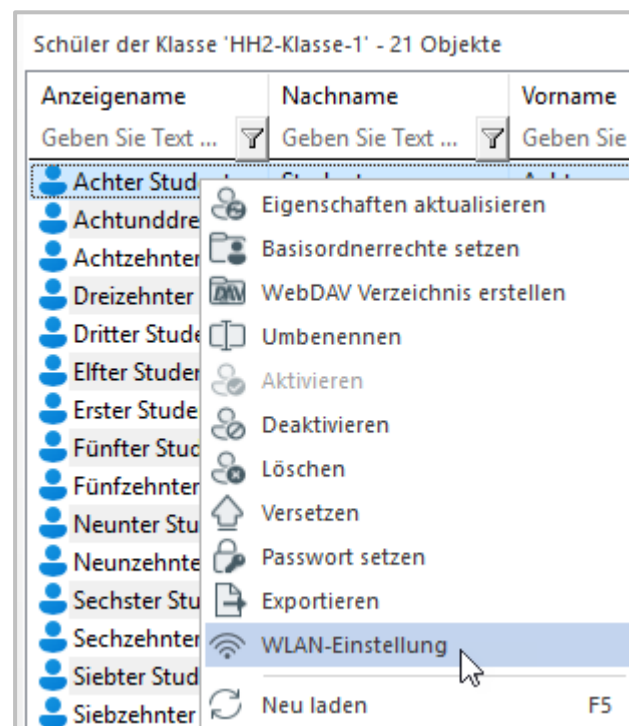 Schüler der Klasse 'HH2-Klasse-1' - 21 Objekte
Anzeigename Nachname Vorname
Geben Sie Text ... Geben Sie Text ... Geben Sie
Achter
Achtunddre
Achtzehnter
Dreizehnter
Dritter Stude
Elfter Studer
Erster Stude
Fünfter Stud
Fünfzehnter
Neunter Stu
Neunzehnte
Sechster Stu
Sechzehnter
Siebter Stud
Siebzehnter
Eigenschaften aktualisieren
Basisordnerrechte setzen
DAV WebDAV Verzeichnis erstellen
Umbenennen
Aktivieren
Deaktivieren
Löschen
Versetzen
Passwort setzen
Exportieren
WLAN-Einstellung
Neu laden F5